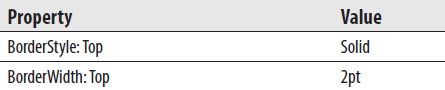 Property Value
BorderStyle: Top Solid
BorderWidth: Top 2pt